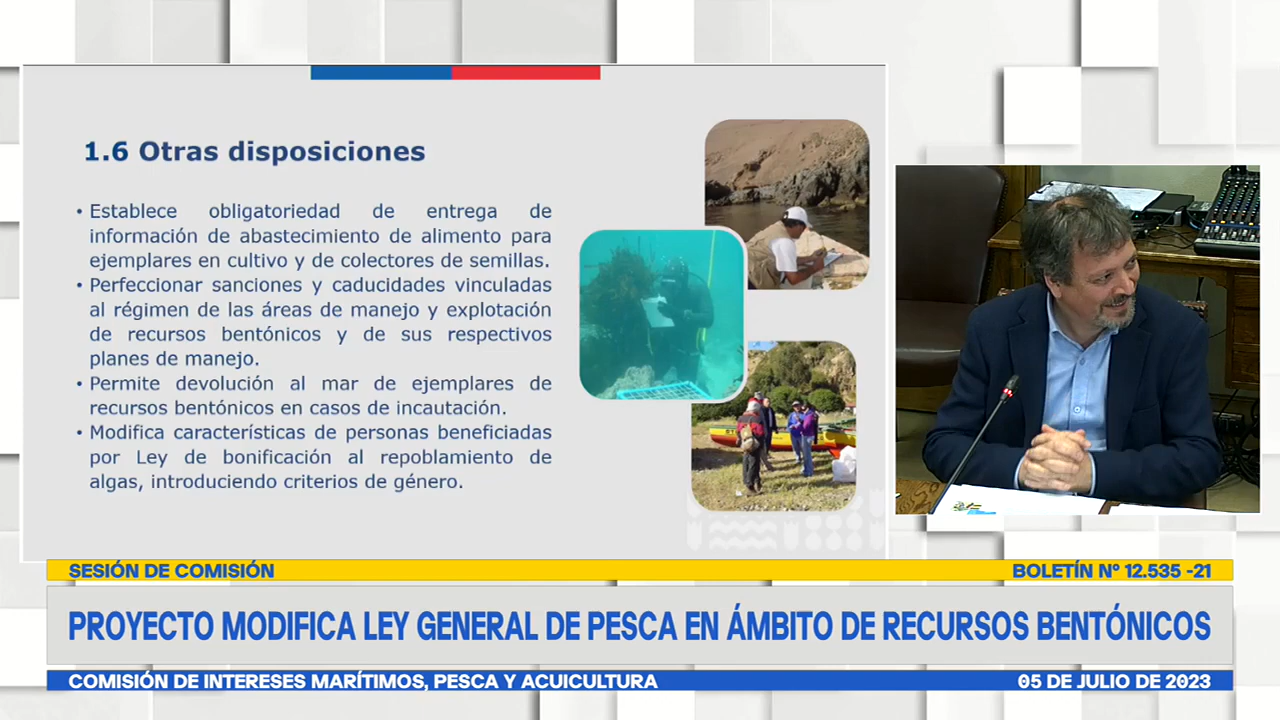 1.6 Otras disposiciones
• Establece obligatoriedad de entrega de
información de abastecimiento de alimento para
ejemplares en cultivo y de colectores de semillas.
• Perfeccionar sanciones y caducidades vinculadas
al régimen de las áreas de manejo y explotación
de recursos bentónicos y de sus respectivos
planes de manejo.
• Permite devolución al mar de ejemplares de
recursos bentónicos en casos de incautación.
• Modifica características de personas beneficiadas
por Ley de bonificación al repoblamiento de
algas, introduciendo criterios de género.
SESIÓN DE COMISIÓN
BOLETÍN N° 12.535 -21
PROYECTO MODIFICA LEY GENERAL DE PESCA EN ÁMBITO DE RECURSOS BENTÓNICOS
COMISIÓN DE INTERESES MARÍTIMOS, PESCA Y ACUICULTURA
05 DE JULIO DE 2023